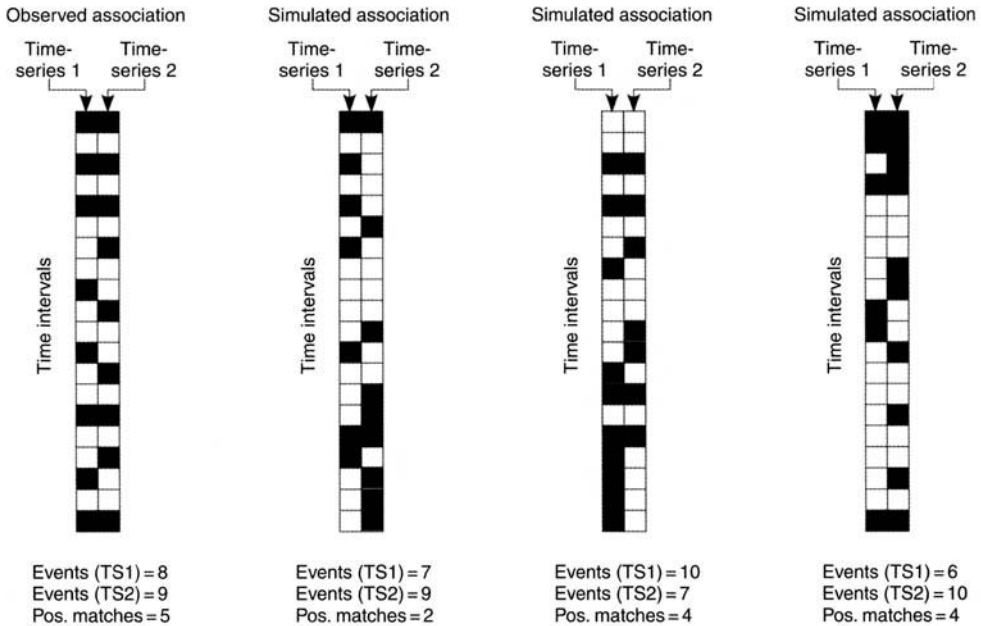 Observed association
Time-
series 1
Time-
series 2
Time intervals
Events (TS1) = 8
Events (TS2) = 9
Pos. matches = 5
Simulated association
Time-
series 1
Time-
series 2
Time intervals
Events (TS1) = 7
Events (TS2) = 9
Pos. matches = 2
Simulated association
Time-
series 1
Time-
series 2
Time intervals
Events (TS1) = 10
Events (TS2) = 7
Pos. matches = 4
Simulated association
Time-
series 1
Time-
series 2
Time intervals
Events (TS1) = 6
Events (TS2) = 10
Pos. matches = 4